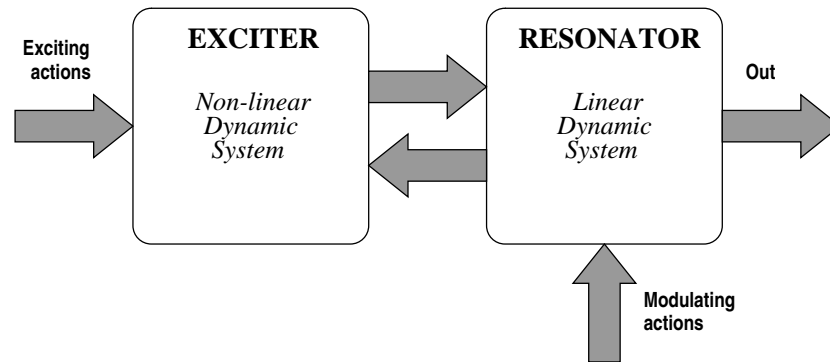 Exciting
actions
EXCITER
Non-linear
Dynamic
System
RESONATOR
Linear
Dynamic
System
Out
Modulating
actions